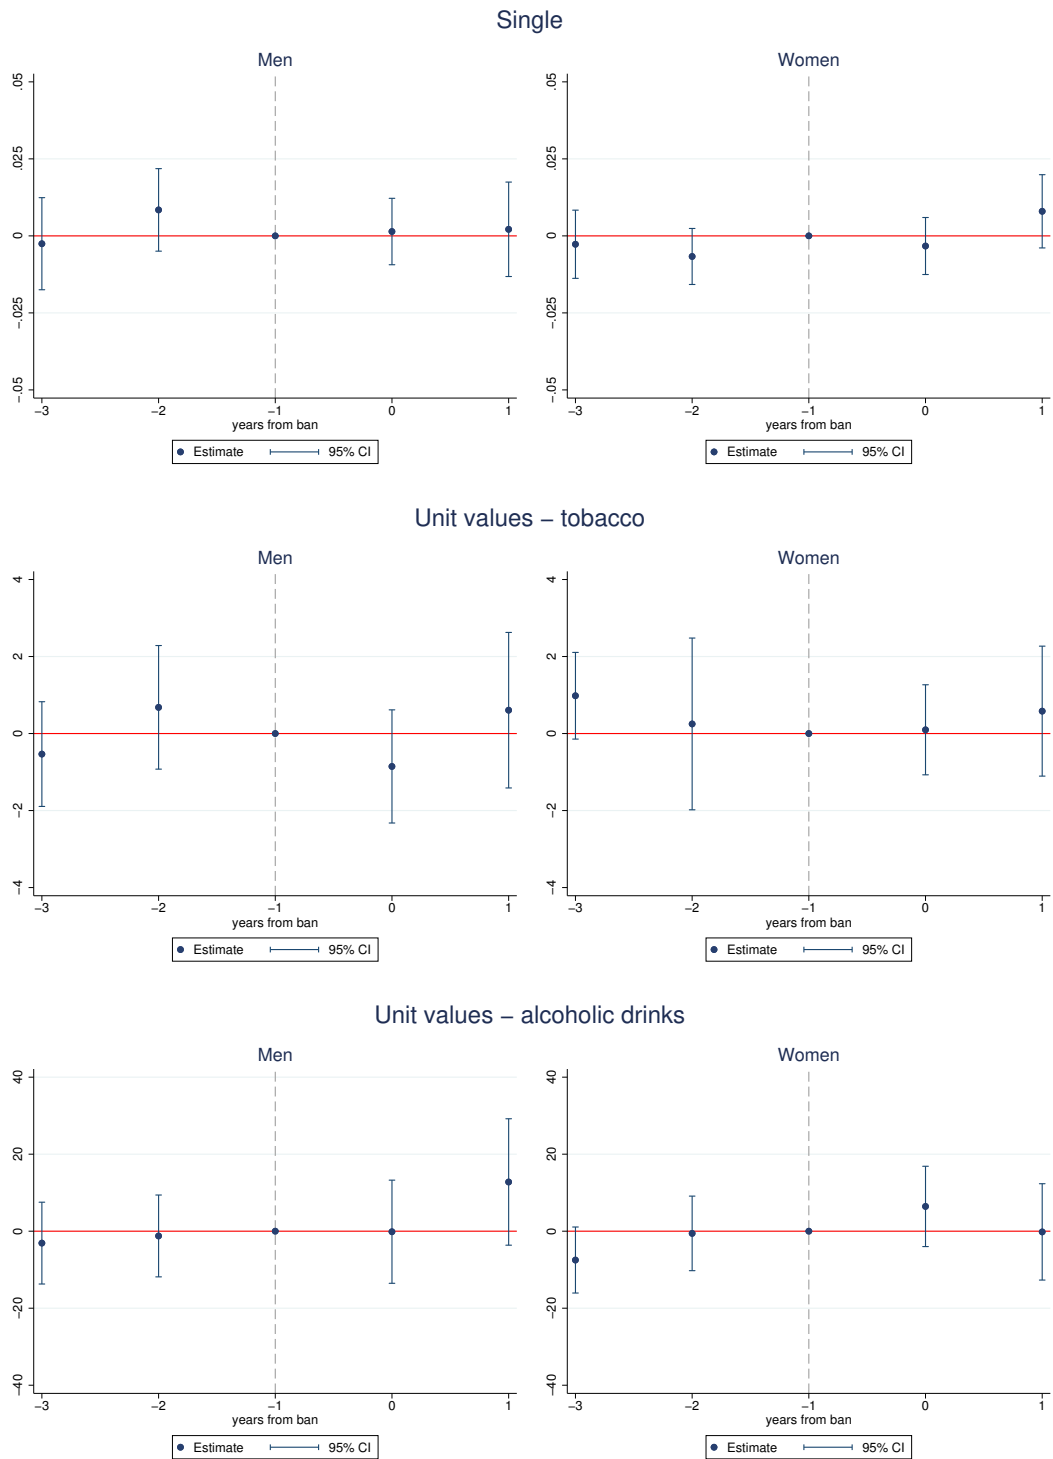 Single
Men
Women
.05
.025
0
−.025
−.05
−3 −2 −1 0 1
years from ban
Estimate 95% CI
.05
.025
0
−.025
−.05
−3 −2 −1 0 1
years from ban
Estimate 95% CI
Unit values − tobacco
Men
Women
4
2
0
−2
−4
−3 −2 −1 0 1
years from ban
Estimate 95% CI
4
2
0
−2
−4
−3 −2 −1 0 1
years from ban
Estimate 95% CI
Unit values − alcoholic drinks
Men
Women
40
20
0
−20
−40
−3 −2 −1 0 1
years from ban
Estimate 95% CI
40
20
0
−20
−40
−3 −2 −1 0 1
years from ban
Estimate 95% CI